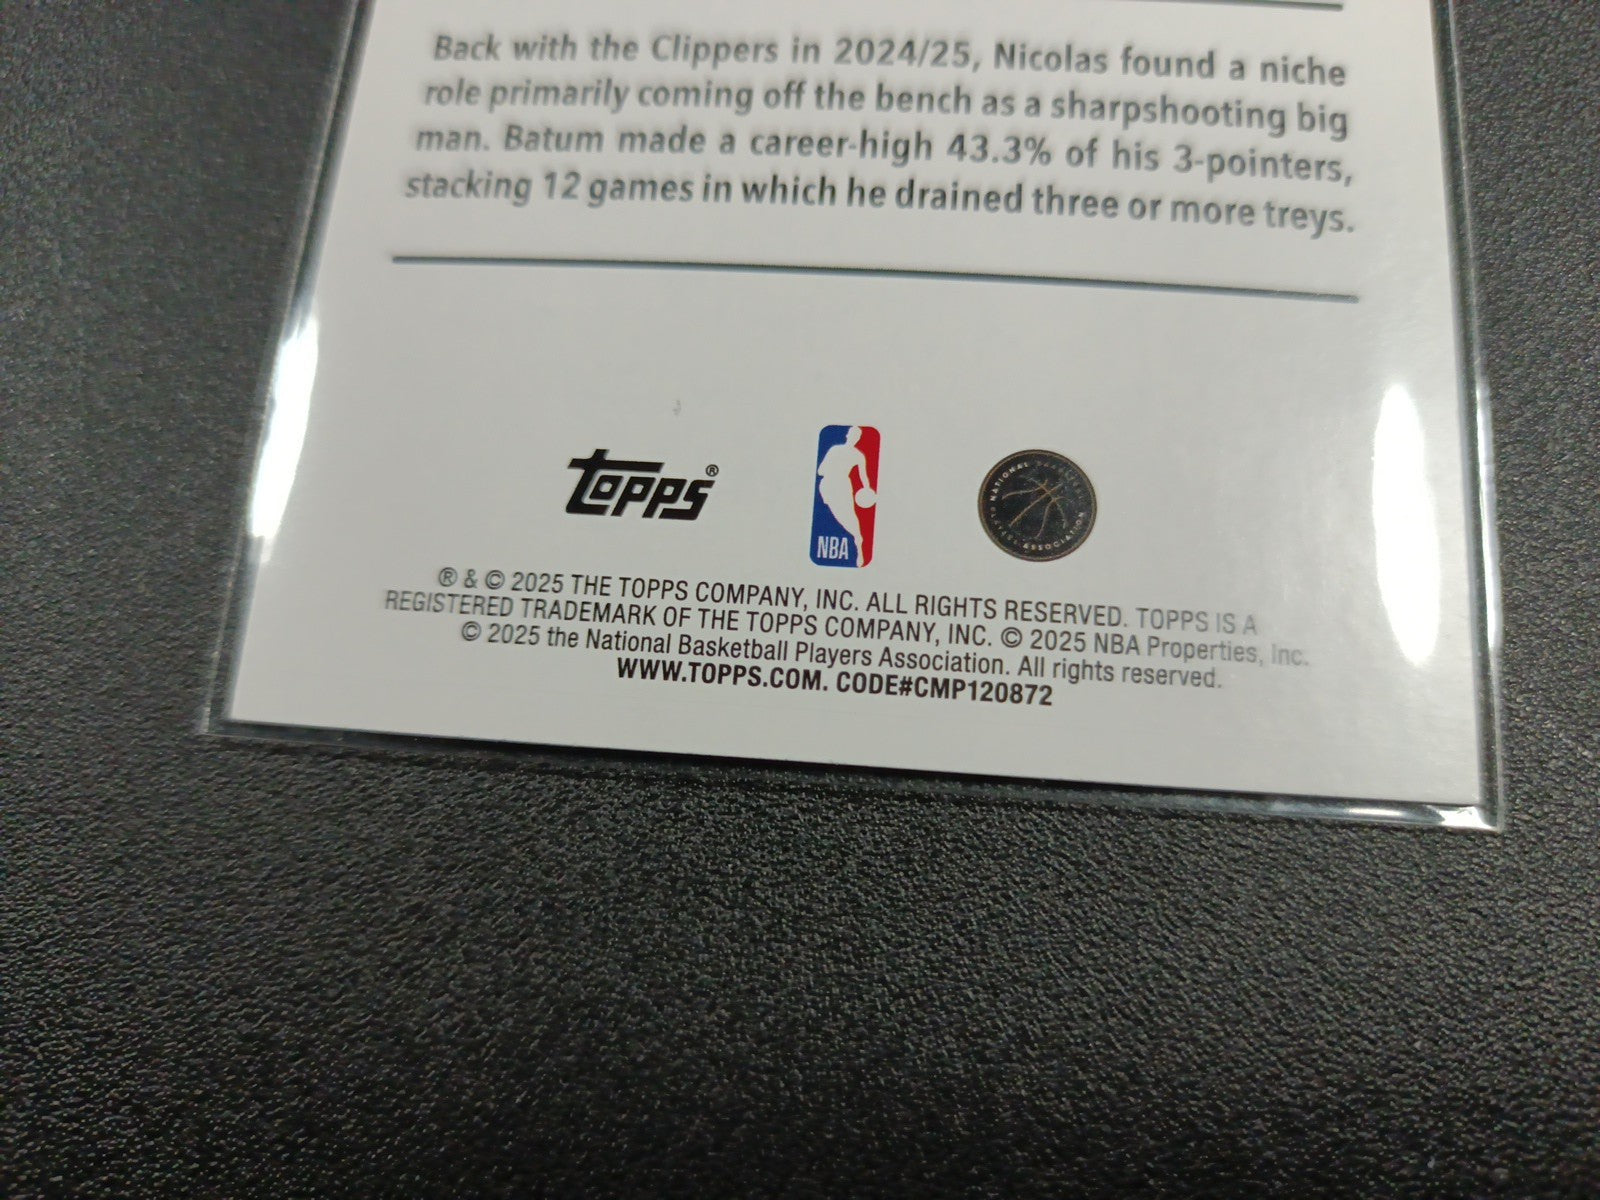 Back with the Clippers in 2024/25, Nicolas found a niche
role primarily coming off the bench as a sharpshooting big
man. Batum made a career-high 43.3% of his 3-pointers,
stacking 12 games in which he drained three or more treys.
TOPPS®
NBA
NATIONAL BASKETBALL PLAYERS ASSOCIATION
® & © 2025 THE TOPPS COMPANY, INC. ALL RIGHTS RESERVED. TOPPS IS A
REGISTERED TRADEMARK OF THE TOPPS COMPANY, INC. © 2025 NBA Properties, Inc.
© 2025 the National Basketball Players Association. All rights reserved.
WWW.TOPPS.COM. CODE#CMP120872